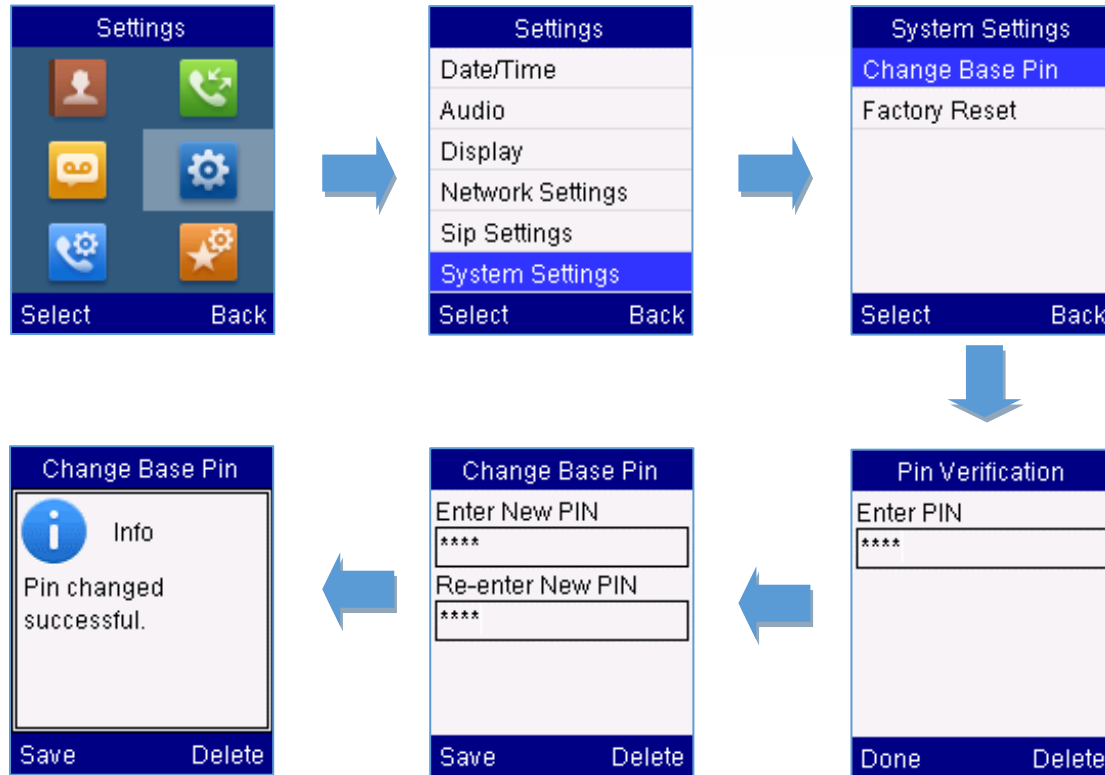 Settings
Select Back
Settings
Date/Time
Audio
Display
Network Settings
Sip Settings
System Settings
Select Back
System Settings
Change Base Pin
Factory Reset
Select Back
Pin Verification
Enter PIN
****
Done Delete
Change Base Pin
Enter New PIN
****
Re-enter New PIN
****
Save Delete
Change Base Pin
Info
Pin changed
successful.
Save Delete